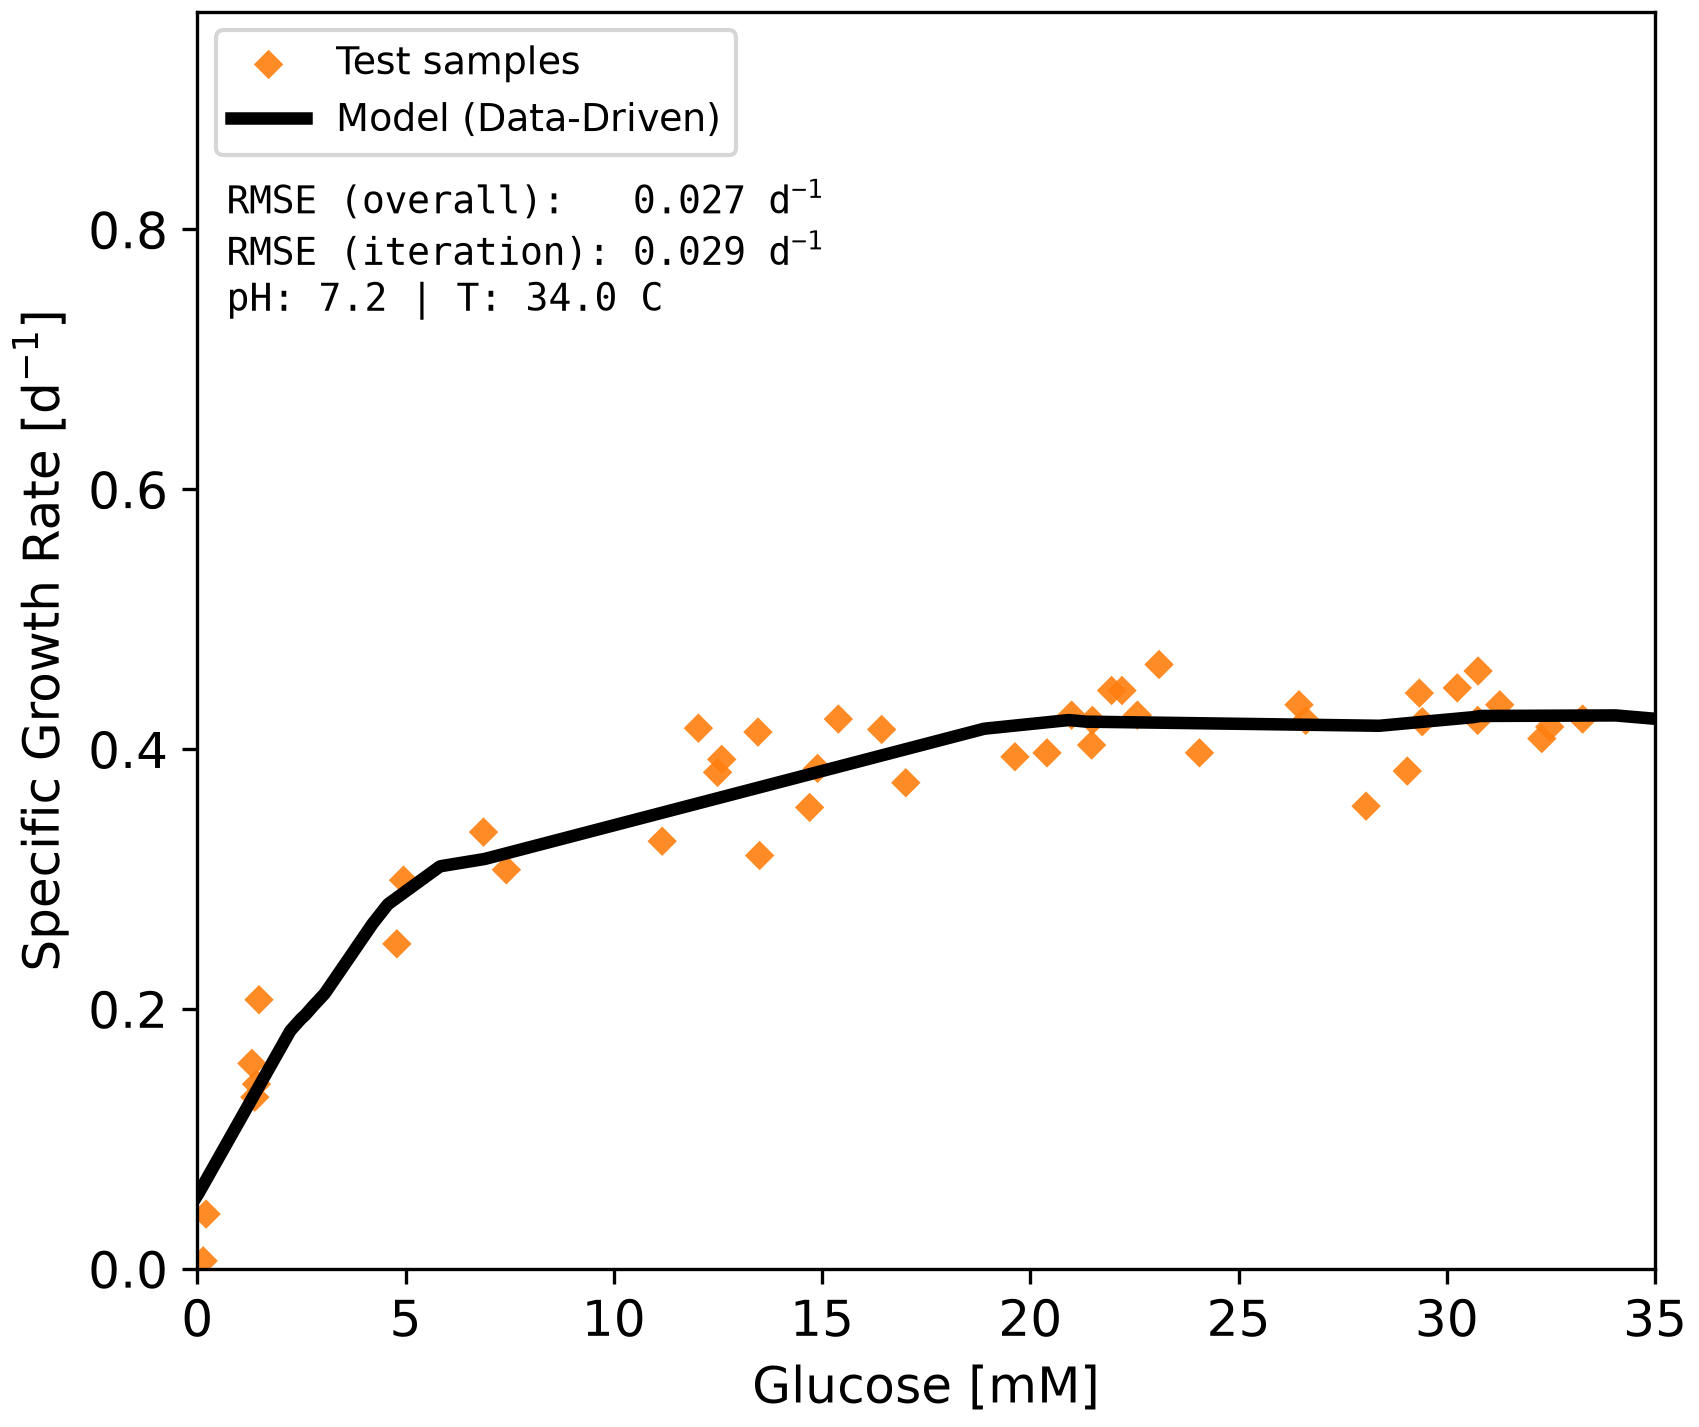 Test samples
Model (Data-Driven)
RMSE (overall): 0.027 d⁻¹
RMSE (iteration): 0.029 d⁻¹
pH: 7.2 | T: 34.0 C
Specific Growth Rate [d⁻¹]
0.8
0.6
0.4
0.2
0.0
0 5 10 15 20 25 30 35
Glucose [mM]